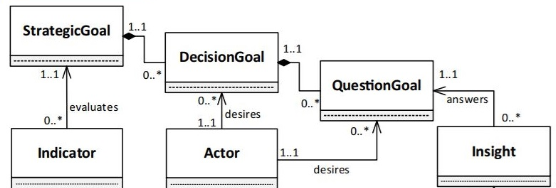 StrategicGoal
1..1
DecisionGoal
1..1
0..*
1..1
QuestionGoal
1..1
evaluates
0..*
desires
0..*
answers
0..*
1..1
0..*
0..*
Indicator
Actor
1..1
desires
Insight